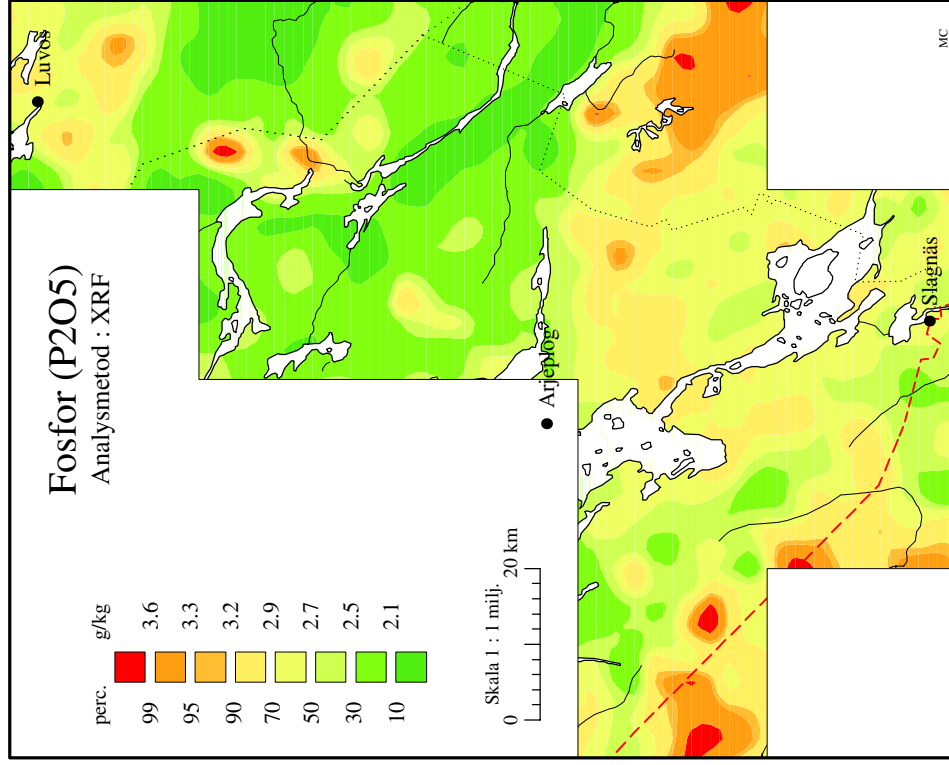 Fosfor (P2O5)
Analysmetod : XRF
perc. g/kg
99 3.6
95 3.3
90 3.2
70 2.9
50 2.7
30 2.5
10 2.1
Skala 1 : 1 milj.
0 20 km
Luvos
Arjeplog
Slagnäs
MC